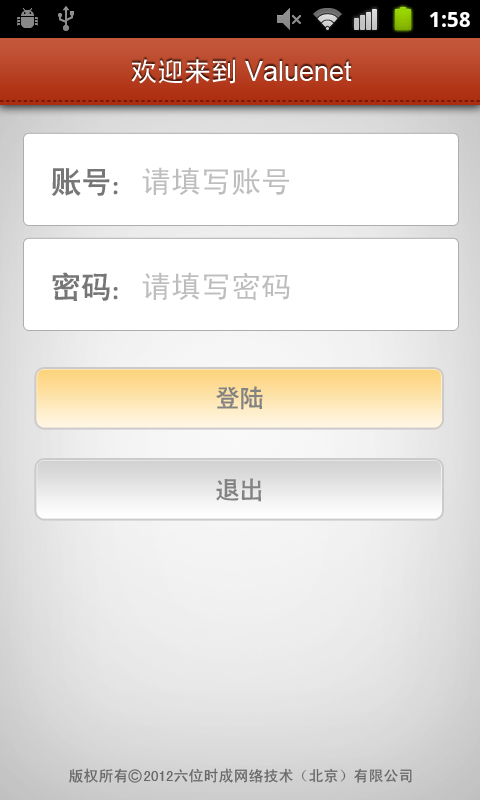 1:58
欢迎来到 Valuenet
账号: 请填写账号
密码: 请填写密码
登陆
退出
版权所有©2012六位时成网络技术（北京）有限公司